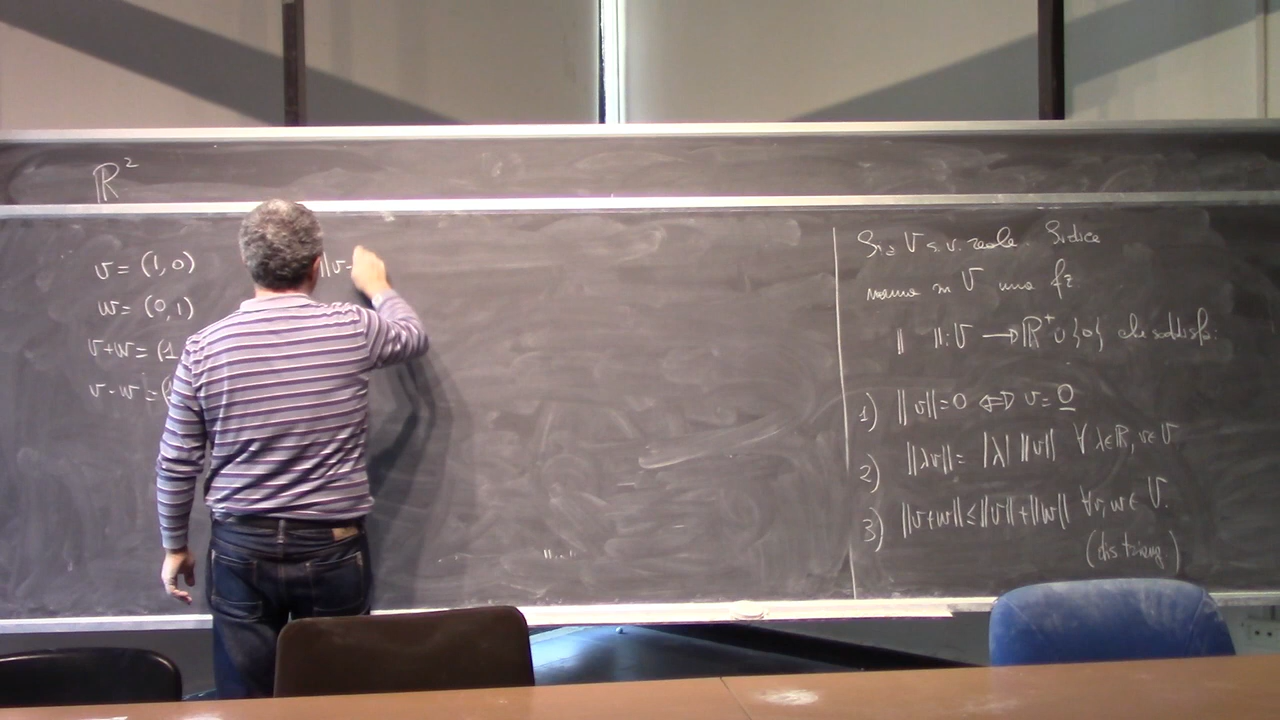 ℝ²
v = (1,0)
w = (0,1)
v+w = (1,
v-w = (
||v-
Sia V s.v. reale. Si dice
norma in V una fz.
|| ||: V → ℝ⁺ ∪ {0} che soddisfa:
1) ||v||=0 ⇔ v=0
2) ||λv|| = |λ| ||v|| ∀ λ∈ℝ, v∈V
3) ||v+w|| ≤ ||v||+||w|| ∀v,w ∈ V.
(dis triang.)